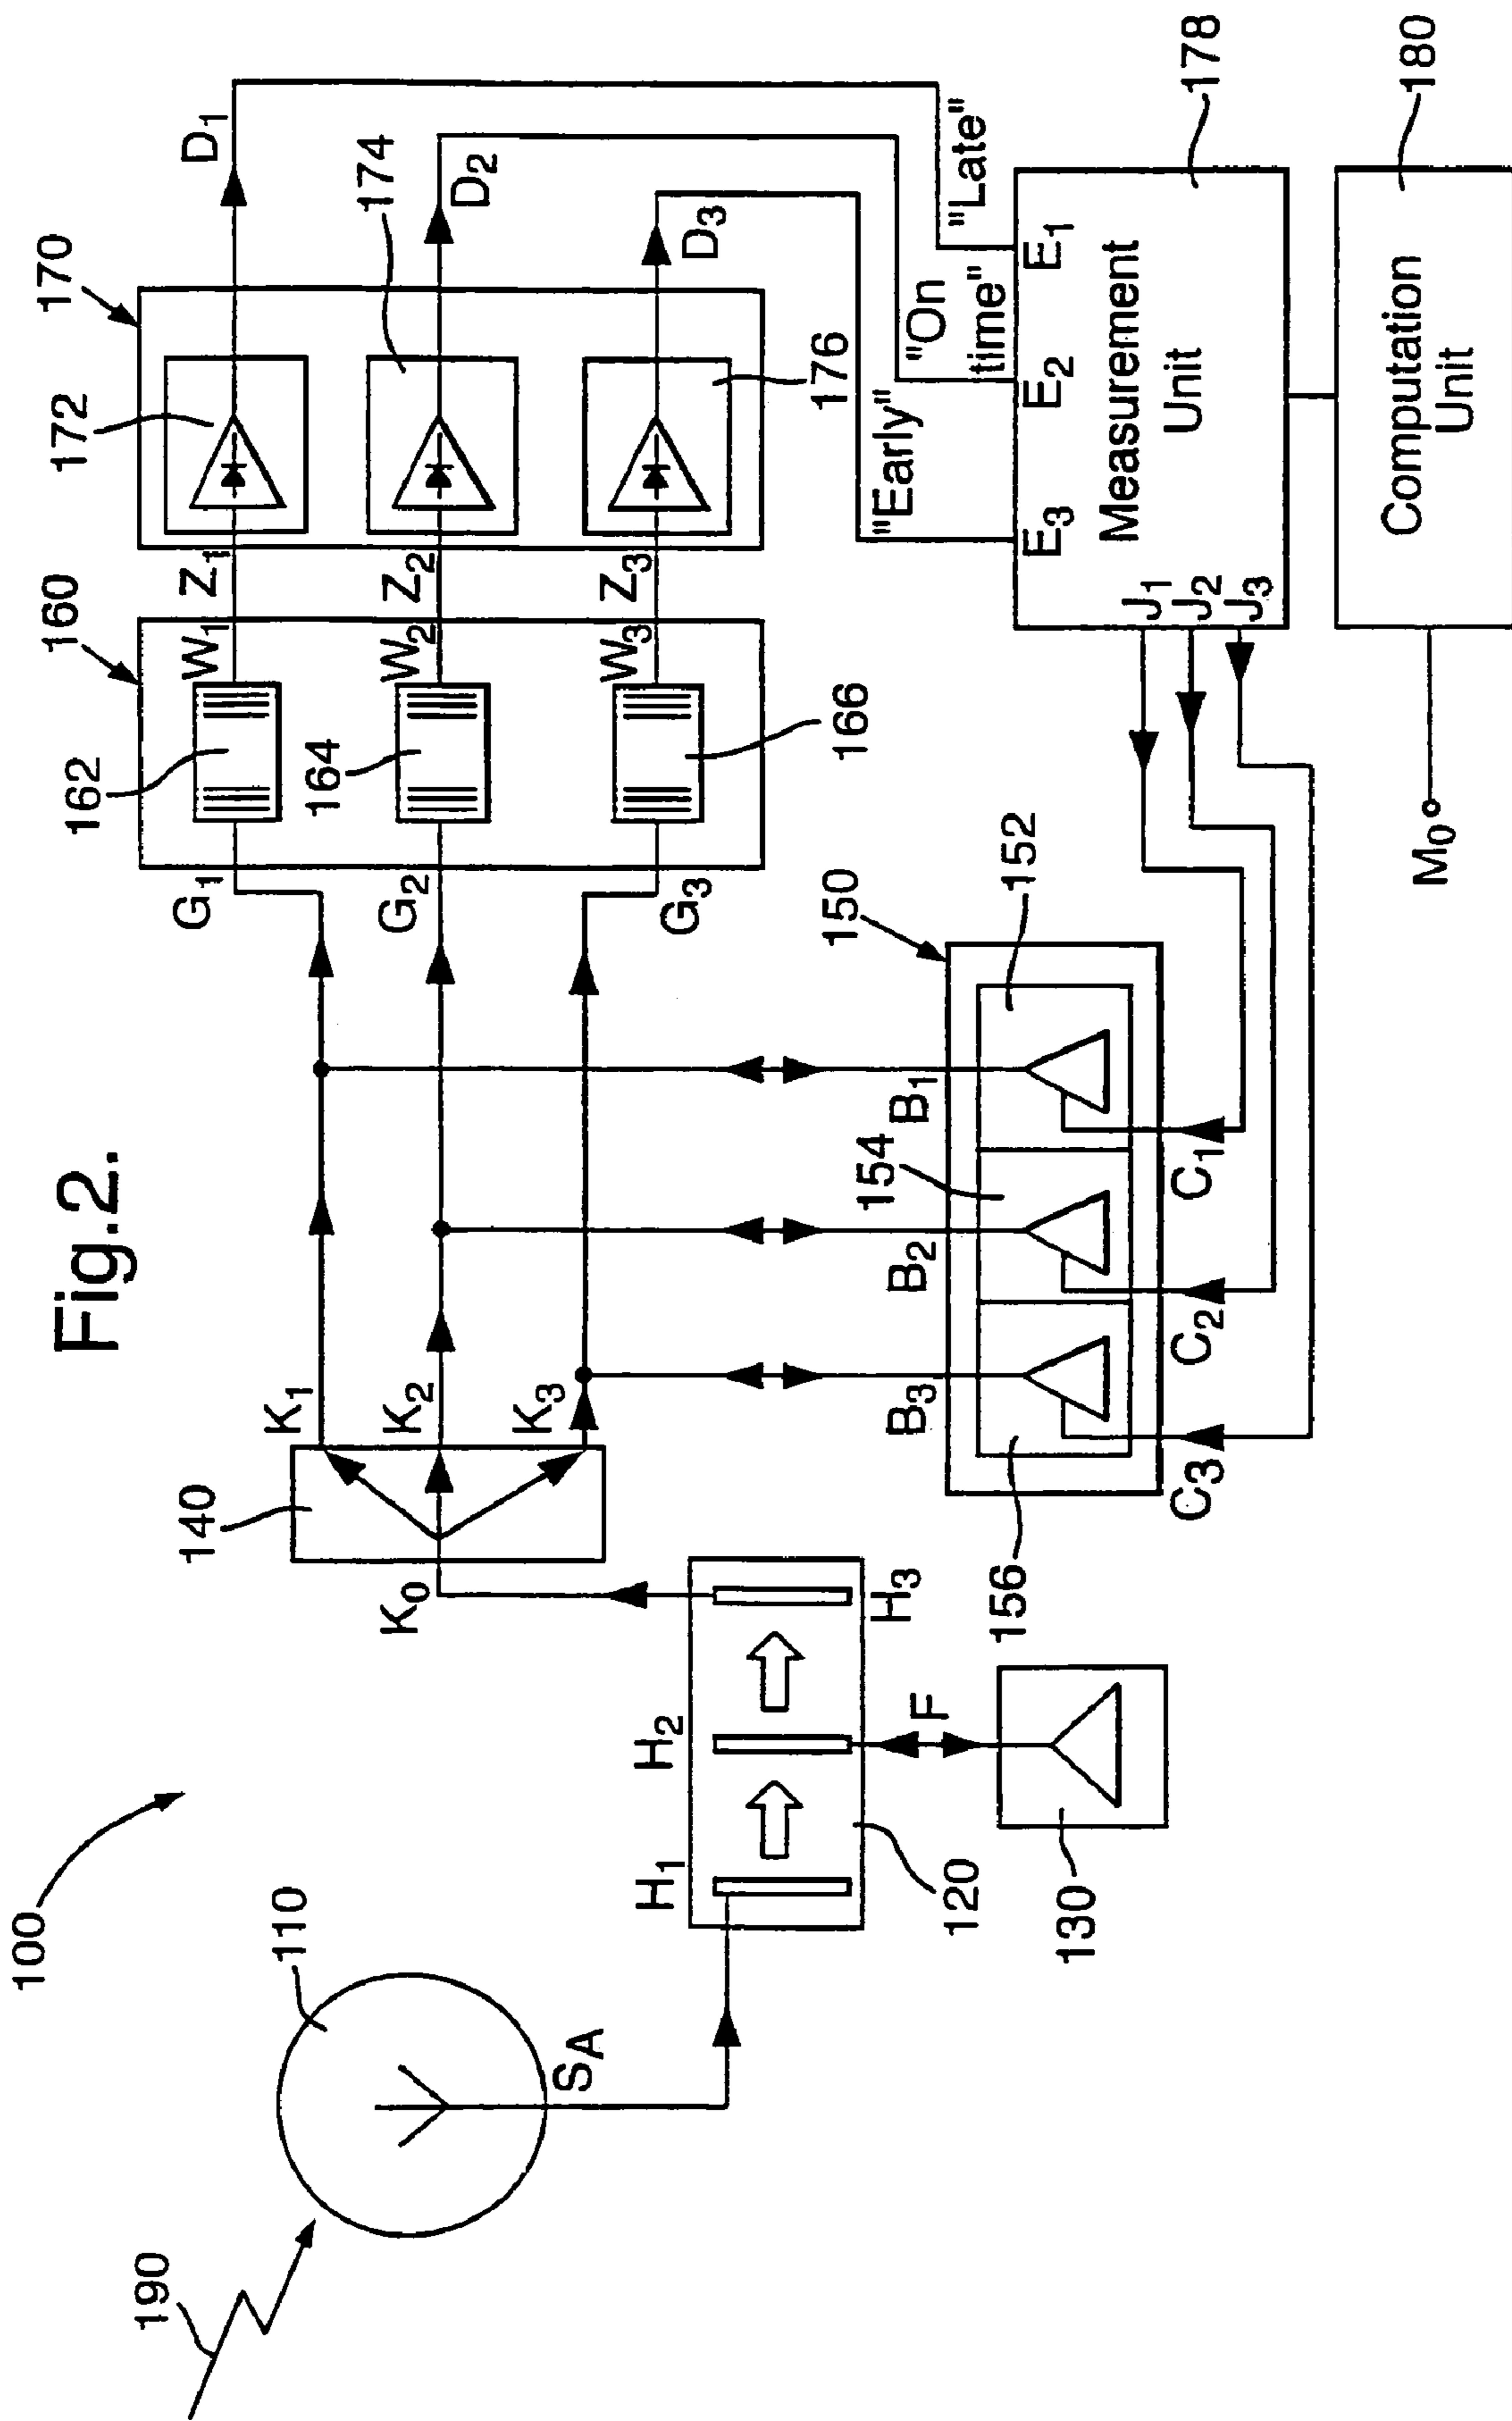 Fig.2.
100
190
110
SA
H1
H2
H3
120
F
130
K0
140
K1
K2
K3
B3
B2
B1
150
152
154
156
C3
C2
C1
G1
G2
G3
160
162
164
166
W1
W2
W3
Z1
Z2
Z3
170
172
174
176
D1
D2
D3
"Early"
"On
time"
"Late"
E3
E2
E1
Measurement
Unit
J1
J2
J3
178
Computation
Unit
180
M0